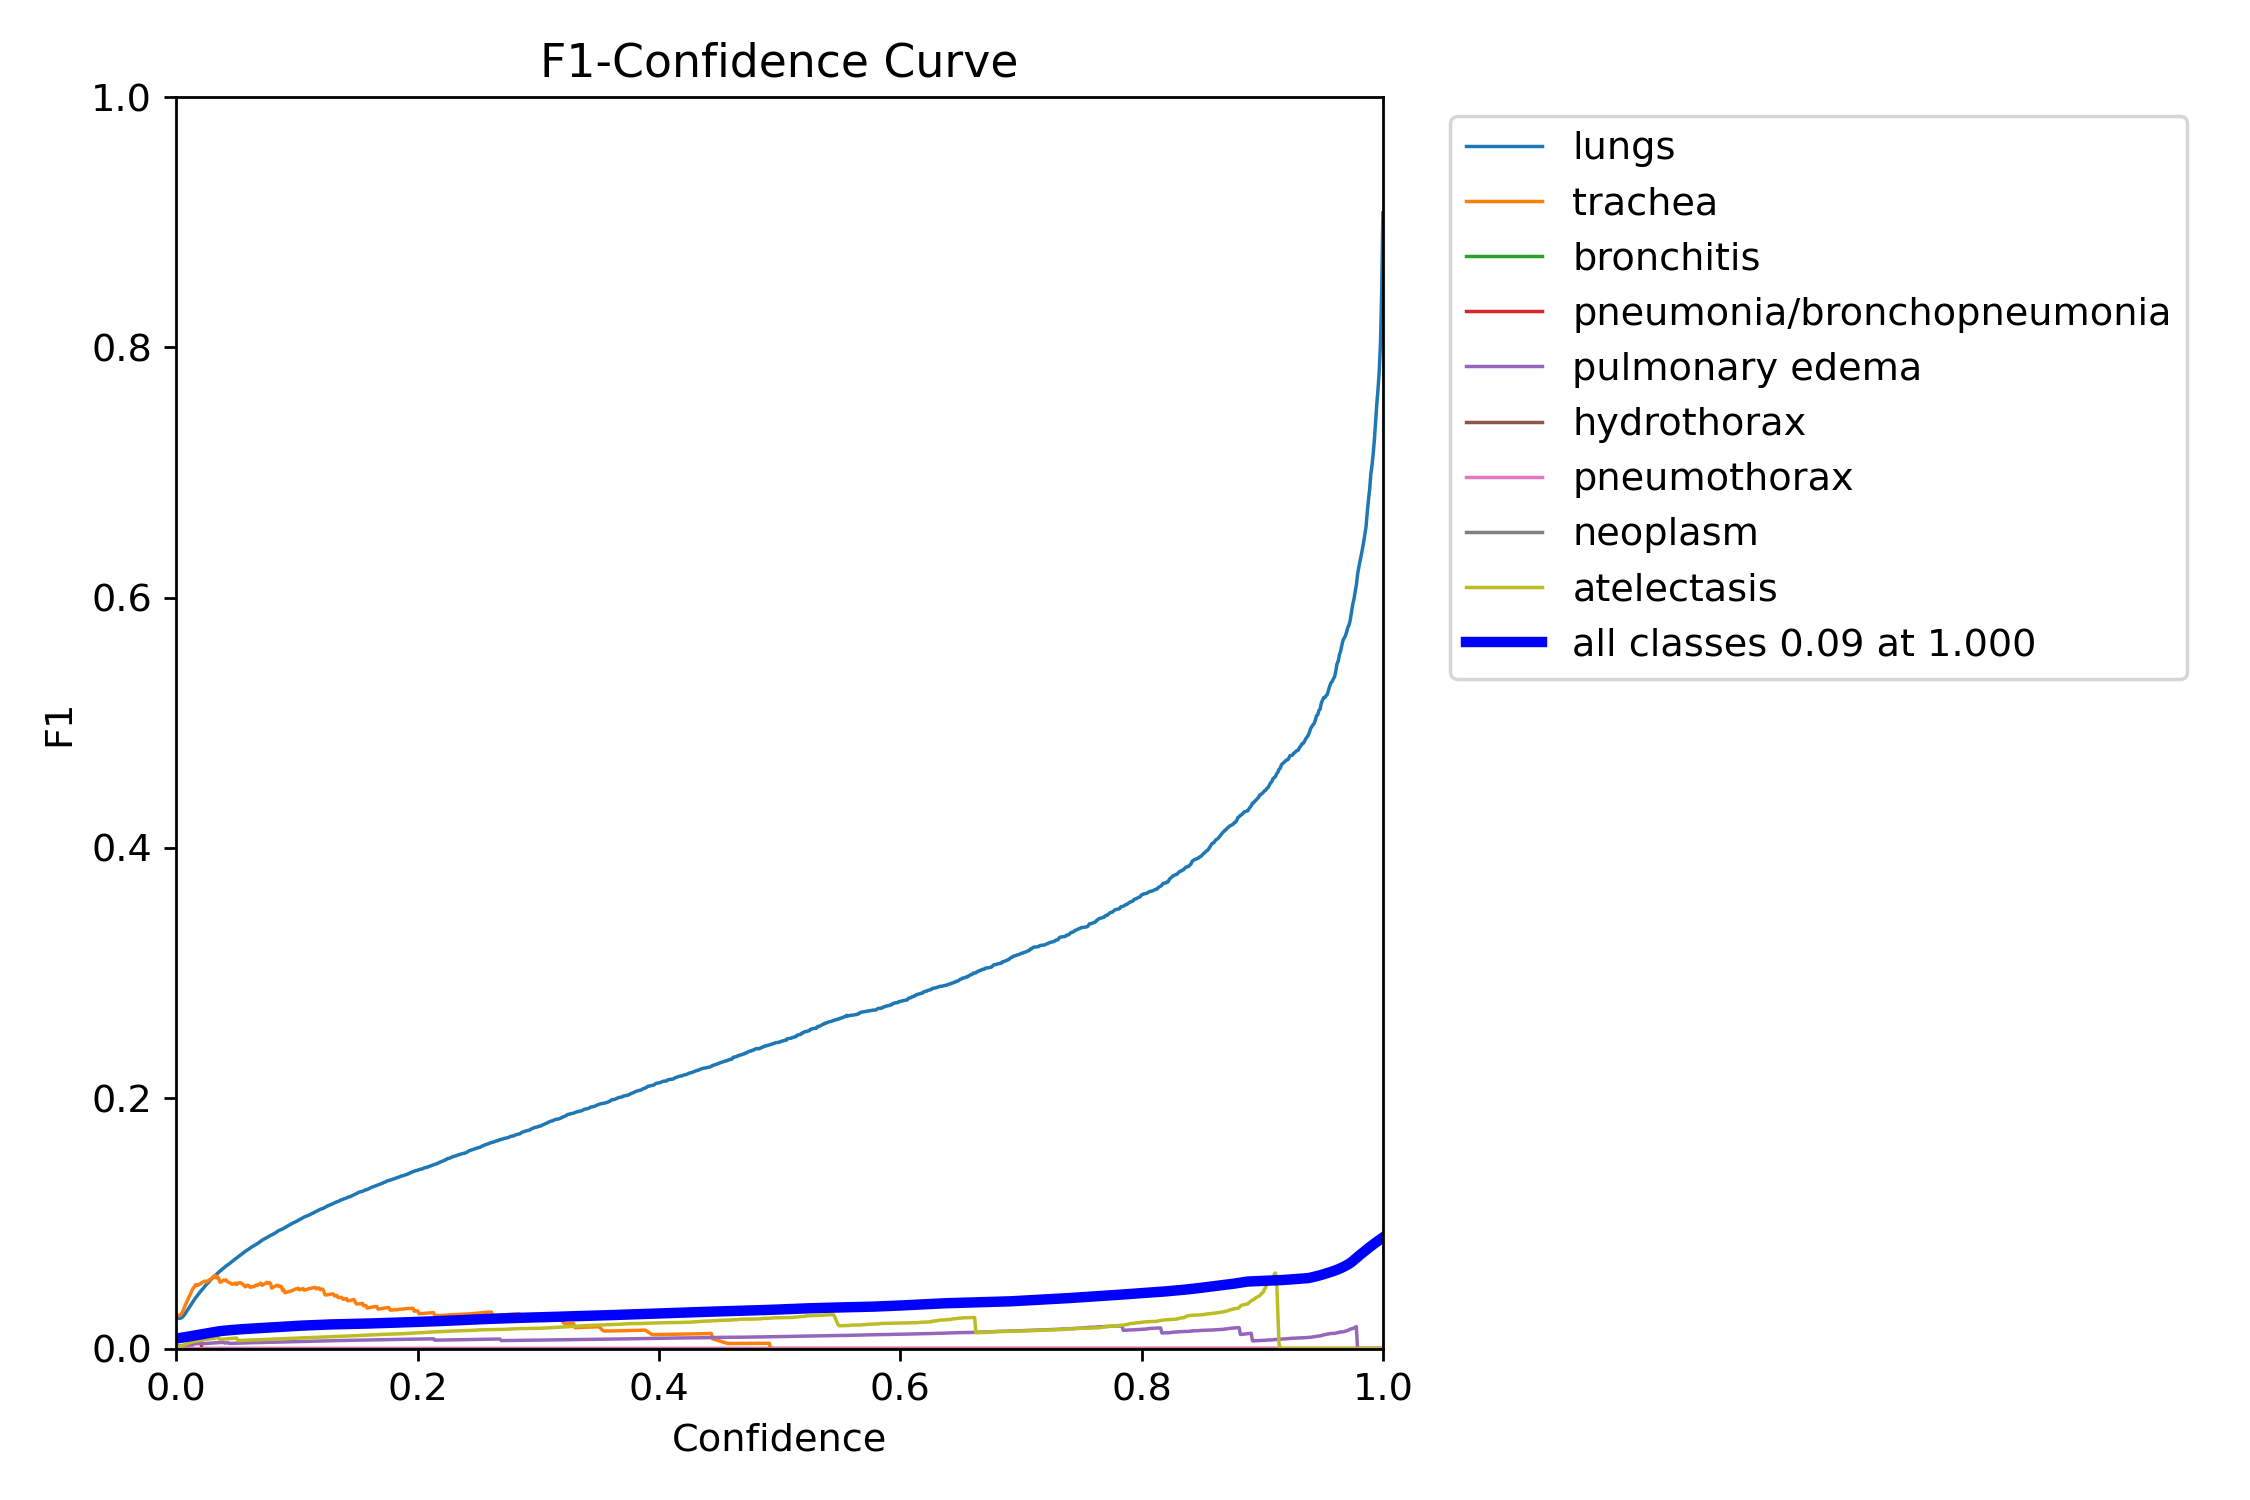 F1-Confidence Curve
1.0
0.8
0.6
0.4
0.2
0.0
F1
0.0 0.2 0.4 0.6 0.8 1.0
Confidence
lungs
trachea
bronchitis
pneumonia/bronchopneumonia
pulmonary edema
hydrothorax
pneumothorax
neoplasm
atelectasis
all classes 0.09 at 1.000